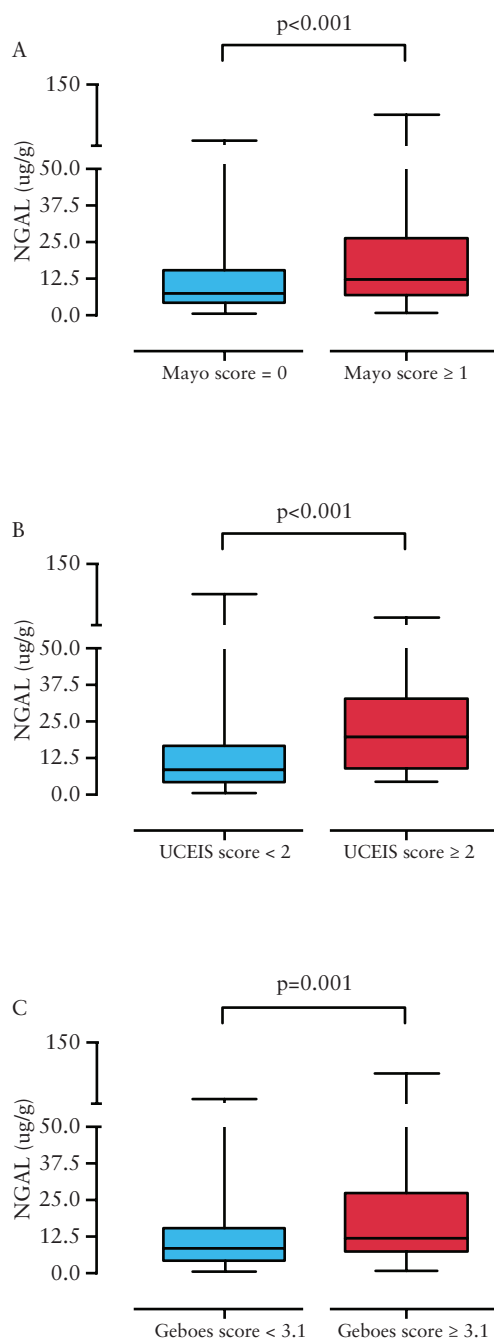 p<0.001
A
150
50.0
37.5
25.0
12.5
0.0
NGAL (ug/g)
Mayo score = 0 Mayo score ≥ 1
p<0.001
B
150
50.0
37.5
25.0
12.5
0.0
NGAL (ug/g)
UCEIS score < 2 UCEIS score ≥ 2
p=0.001
C
150
50.0
37.5
25.0
12.5
0.0
NGAL (ug/g)
Geboes score < 3.1 Geboes score ≥ 3.1